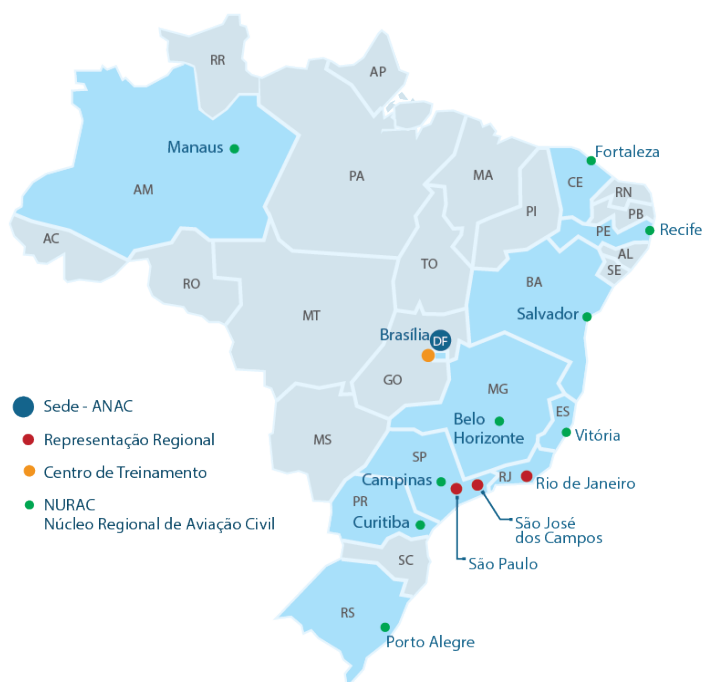 RR
AP
Manaus
Fortaleza
AM
PA
MA
CE
RN
PI
PB
PE
Recife
AC
TO
AL
SE
RO
BA
MT
Salvador
Brasília
DF
GO
MG
Sede - ANAC
ES
Belo
Horizonte
Vitória
MS
Representação Regional
SP
Centro de Treinamento
Campinas
RJ
Rio de Janeiro
PR
NURAC
Núcleo Regional de Aviação Civil
Curitiba
São José
dos Campos
SC
São Paulo
RS
Porto Alegre